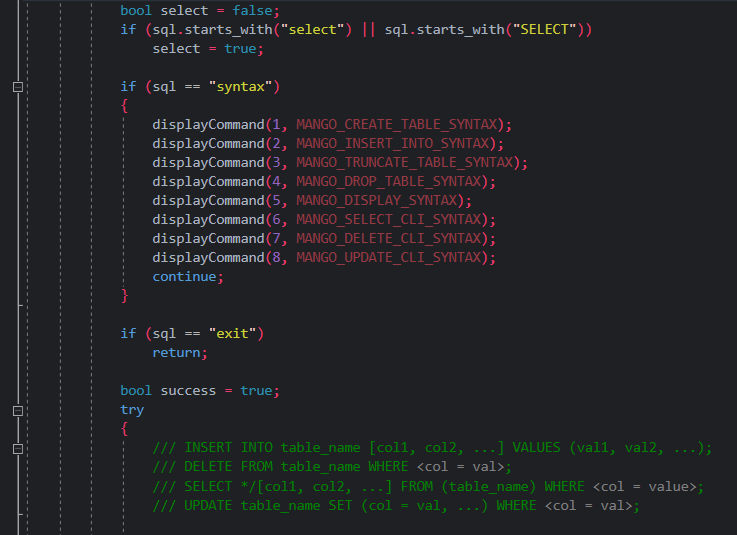 bool select = false;
if (sql.starts_with("select") || sql.starts_with("SELECT"))
select = true;
if (sql == "syntax")
{
displayCommand(1, MANGO_CREATE_TABLE_SYNTAX);
displayCommand(2, MANGO_INSERT_INTO_SYNTAX);
displayCommand(3, MANGO_TRUNCATE_TABLE_SYNTAX);
displayCommand(4, MANGO_DROP_TABLE_SYNTAX);
displayCommand(5, MANGO_DISPLAY_SYNTAX);
displayCommand(6, MANGO_SELECT_CLI_SYNTAX);
displayCommand(7, MANGO_DELETE_CLI_SYNTAX);
displayCommand(8, MANGO_UPDATE_CLI_SYNTAX);
continue;
}
if (sql == "exit")
return;
bool success = true;
try
{
/// INSERT INTO table_name [col1, col2, ...] VALUES (val1, val2, ...);
/// DELETE FROM table_name WHERE <col = val>;
/// SELECT */[col1, col2, ...] FROM (table_name) WHERE <col = value>;
/// UPDATE table_name SET (col = val, ...) WHERE <col = val>;